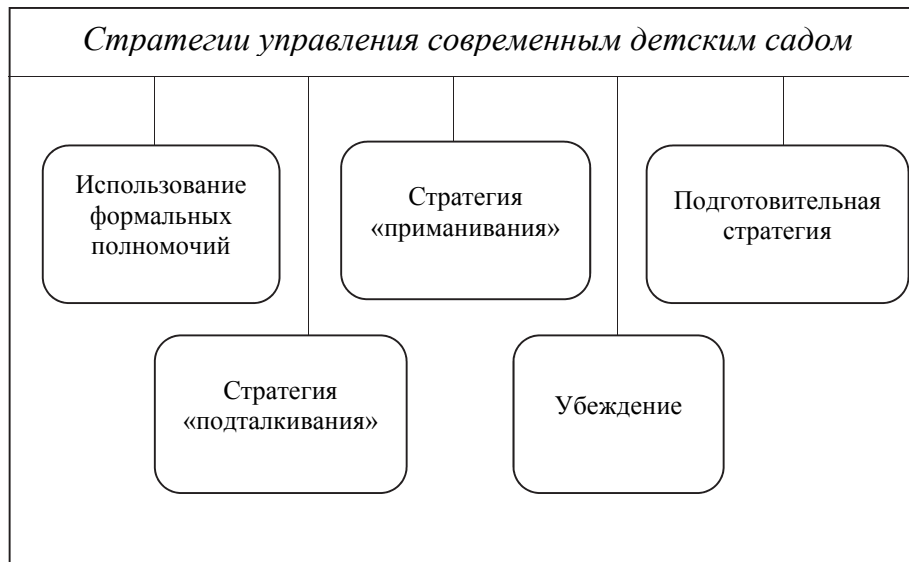 Стратегии управления современным детским садом
Использование
формальных
полномочий
Стратегия
«приманивания»
Подготовительная
стратегия
Стратегия
«подталкивания»
Убеждение